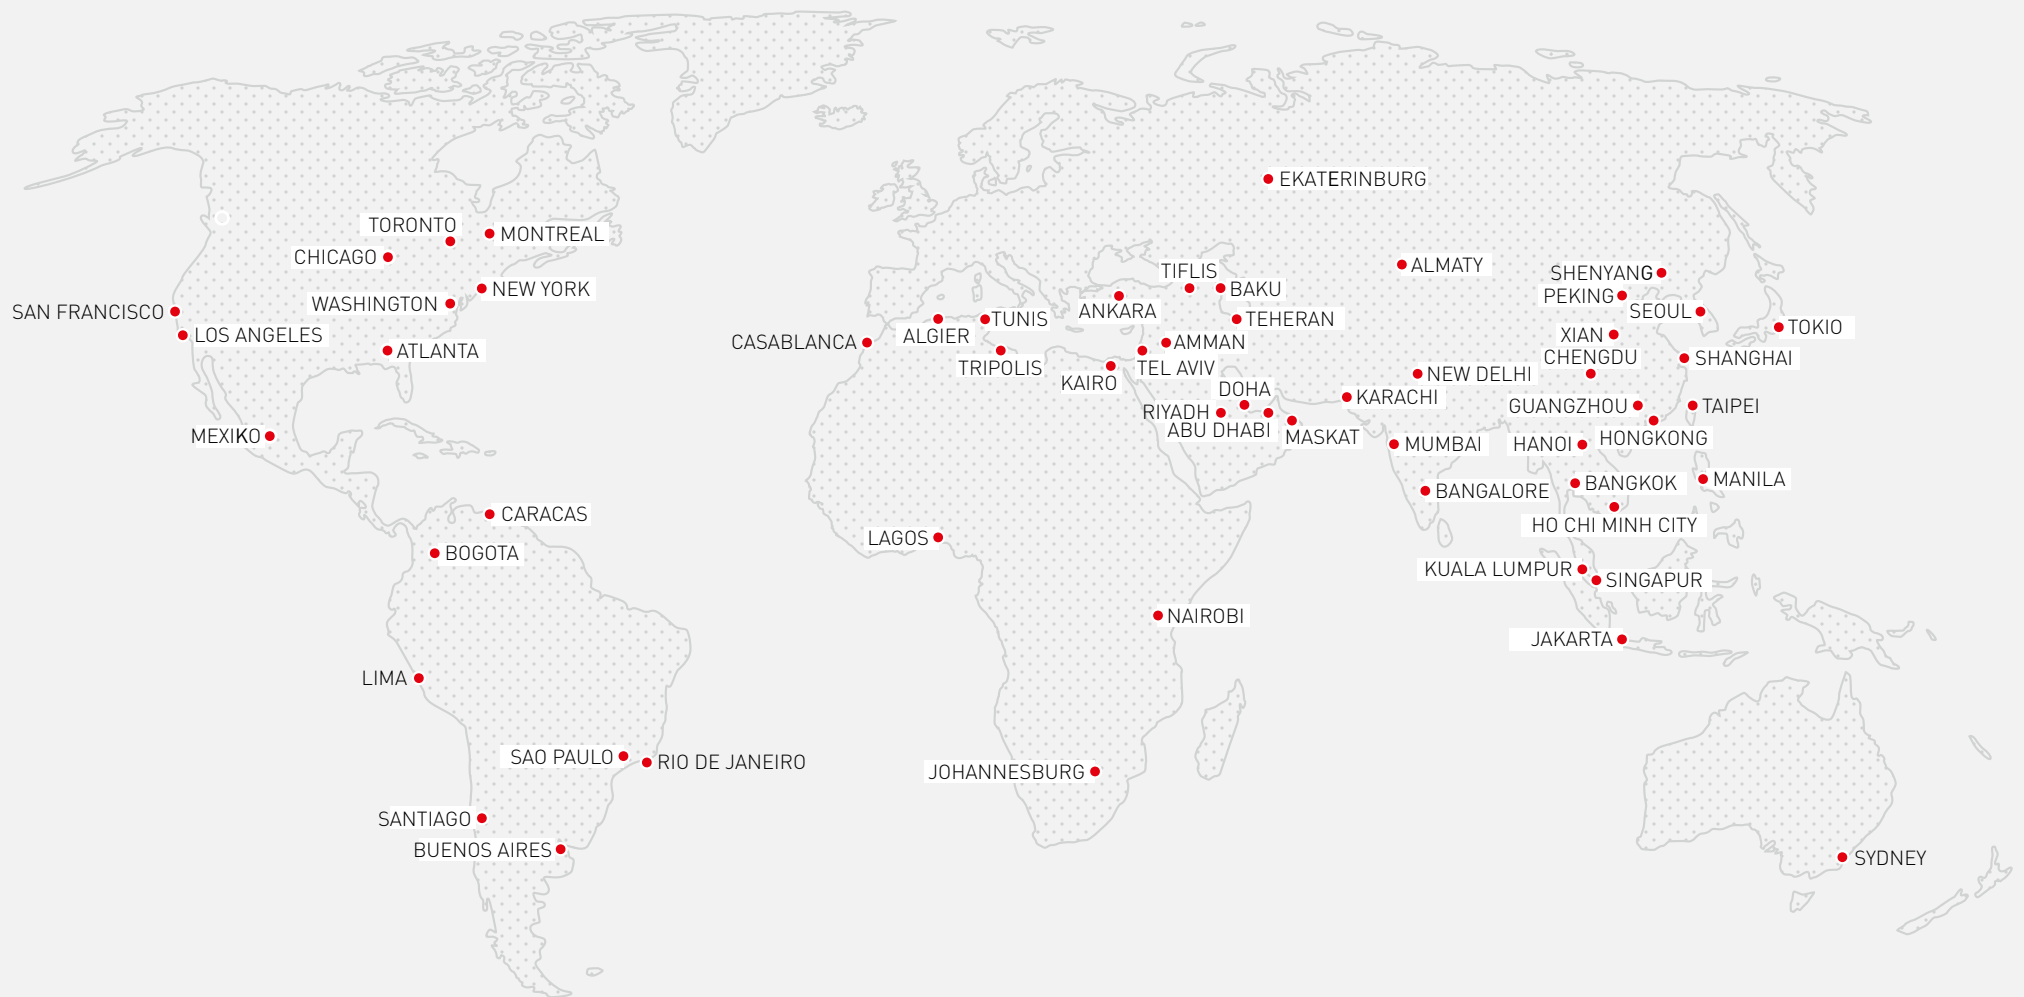 EKATERINBURG
TORONTO
MONTREAL
CHICAGO
ALMATY
TIFLIS
SHENYANG
NEW YORK
BAKU
PEKING
WASHINGTON
SAN FRANCISCO
ANKARA
SEOUL
TUNIS
TEHERAN
TOKIO
LOS ANGELES
ALGIER
XIAN
CASABLANCA
AMMAN
ATLANTA
CHENGDU
SHANGHAI
TRIPOLIS
TEL AVIV
NEW DELHI
KAIRO
DOHA
KARACHI
RIYADH
GUANGZHOU
TAIPEI
ABU DHABI
MEXIKO
MASKAT
HONGKONG
MUMBAI
HANOI
MANILA
BANGKOK
BANGALORE
CARACAS
HO CHI MINH CITY
LAGOS
BOGOTA
KUALA LUMPUR
SINGAPUR
NAIROBI
JAKARTA
LIMA
SAO PAULO
RIO DE JANEIRO
JOHANNESBURG
SANTIAGO
BUENOS AIRES
SYDNEY